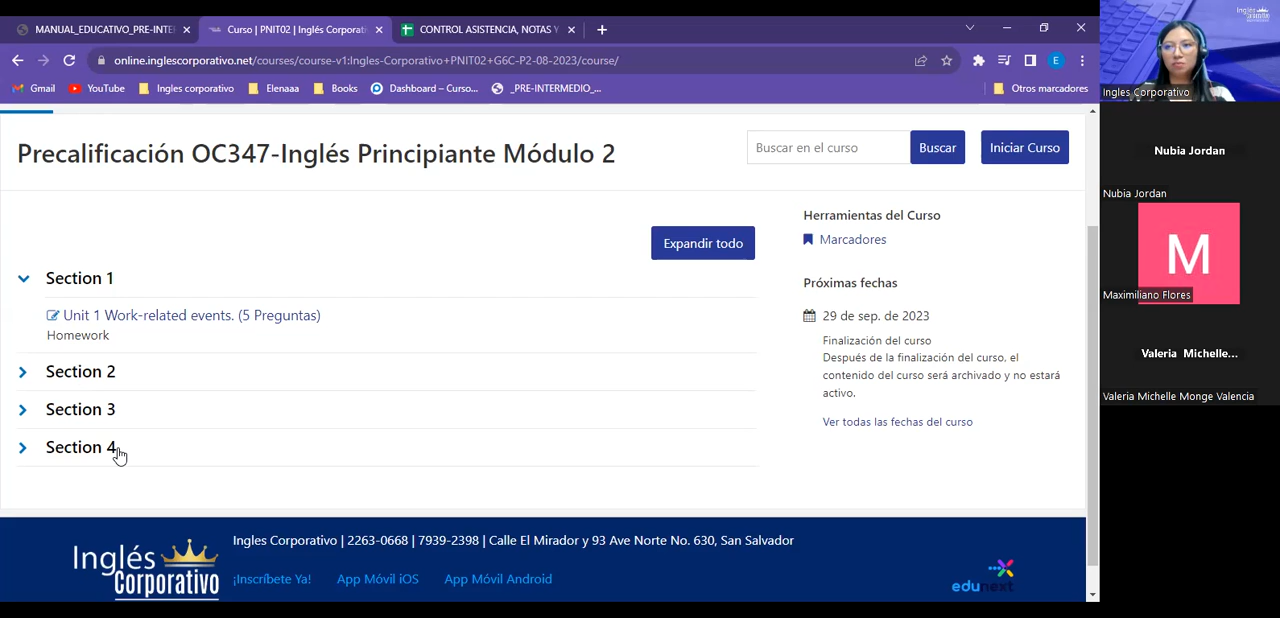 MANUAL_EDUCATIVO_PRE-INTE
Curso | PNIT02 | Inglés Corporati
CONTROL ASISTENCIA, NOTAS Y
online.inglescorporativo.net/courses/course-v1:Ingles-Corporativo+PNIT02+G6C-P2-08-2023/course/
E
Gmail
YouTube
Ingles corporativo
Elenaaa
Books
Dashboard – Curso...
_PRE-INTERMEDIO_...
Otros marcadores
Precalificación OC347-Inglés Principiante Módulo 2
Buscar en el curso
Buscar
Iniciar Curso
Expandir todo
Section 1
Unit 1 Work-related events. (5 Preguntas)
Homework
Section 2
Section 3
Section 4
Herramientas del Curso
Marcadores
Próximas fechas
29 de sep. de 2023
Finalización del curso
Después de la finalización del curso, el
contenido del curso será archivado y no estará
activo.
Ver todas las fechas del curso
Inglés
Corporativo
Ingles Corporativo | 2263-0668 | 7939-2398 | Calle El Mirador y 93 Ave Norte No. 630, San Salvador
¡Inscríbete Ya!
App Móvil iOS
App Móvil Android
edunext
Inglés
Corporativo
Ingles Corporativo
Nubia Jordan
Nubia Jordan
M
Maximiliano Flores
Valeria Michelle...
Valeria Michelle Monge Valencia